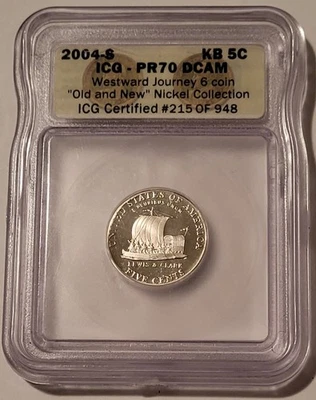 2004-S KB 5C
ICG - PR70 DCAM
Westward Journey 6 coin
"Old and New" Nickel Collection
ICG Certified #215 OF 948
UNITED STATES OF AMERICA
E PLURIBUS UNUM
LEWIS & CLARK
FIVE CENTS